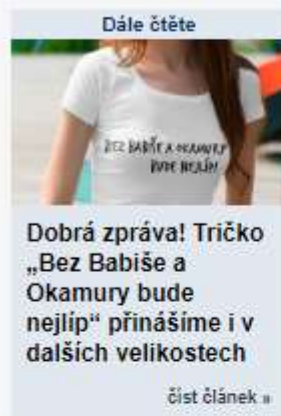 Dále čtěte
BEZ BABIŠE A OKAMURY
BUDE NEJLÍP!
Dobrá zpráva! Tričko
„Bez Babiše a
Okamury bude
nejlíp“ přinášíme i v
dalších velikostech
číst článek »